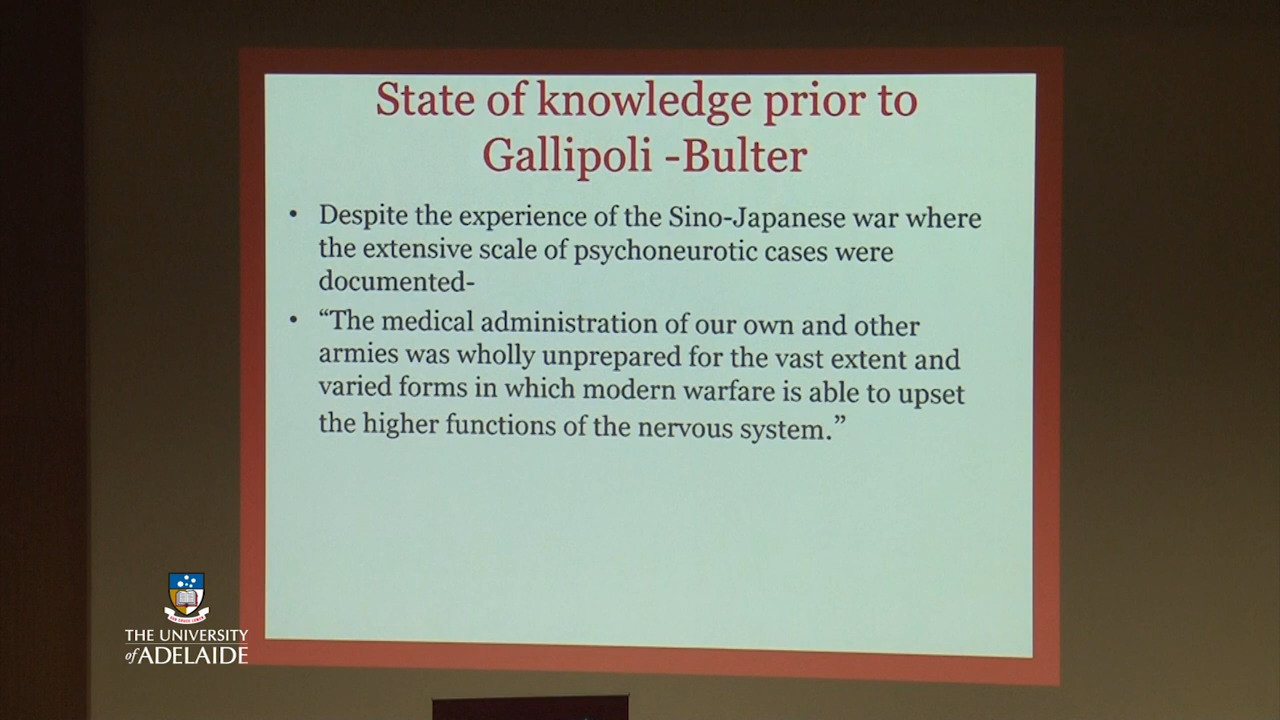 State of knowledge prior to
Gallipoli -Bulter
• Despite the experience of the Sino-Japanese war where
the extensive scale of psychoneurotic cases were
documented-
• “The medical administration of our own and other
armies was wholly unprepared for the vast extent and
varied forms in which modern warfare is able to upset
the higher functions of the nervous system.”
THE UNIVERSITY
of ADELAIDE